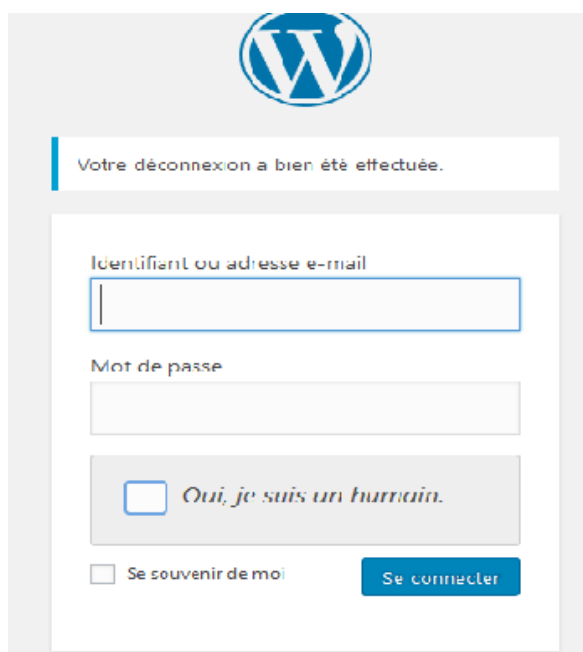 Votre déconnexion a bien été effectuée.
Identifiant ou adresse e-mail
Mot de passe
Oui, je suis un humain.
Se souvenir de moi
Se connecter